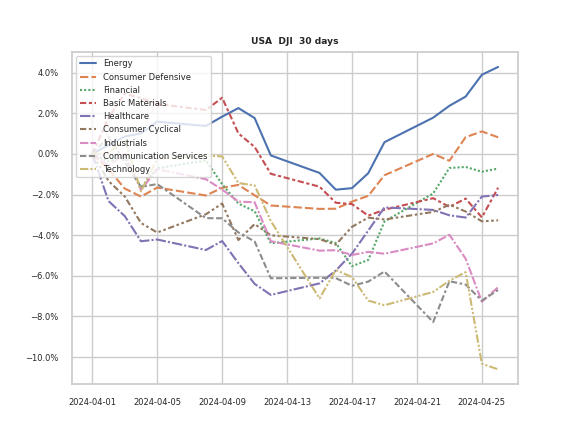 USA  DJI  30 days
Energy
Consumer Defensive
Financial
Basic Materials
Healthcare
Consumer Cyclical
Industrials
Communication Services
Technology
4.0%
2.0%
0.0%
−2.0%
−4.0%
−6.0%
−8.0%
−10.0%
2024-04-01 2024-04-05 2024-04-09 2024-04-13 2024-04-17 2024-04-21 2024-04-25